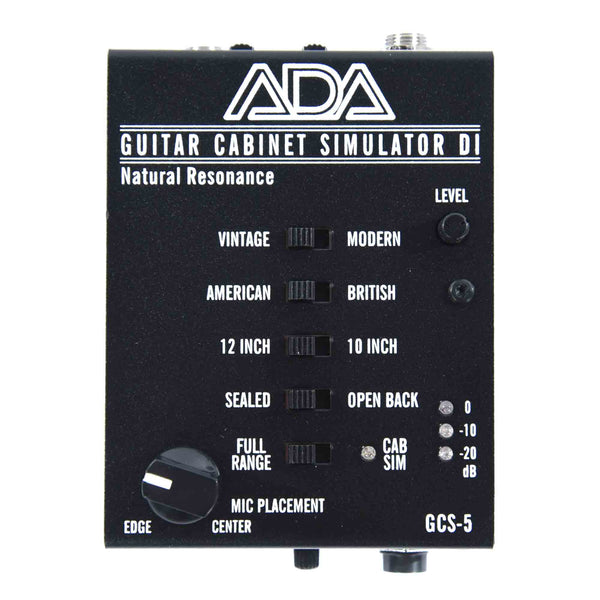 ADA
GUITAR CABINET SIMULATOR DI
Natural Resonance
LEVEL
VINTAGE MODERN
AMERICAN BRITISH
12 INCH 10 INCH
SEALED OPEN BACK
0
-10
-20
dB
FULL RANGE
CAB SIM
MIC PLACEMENT
EDGE CENTER
GCS-5